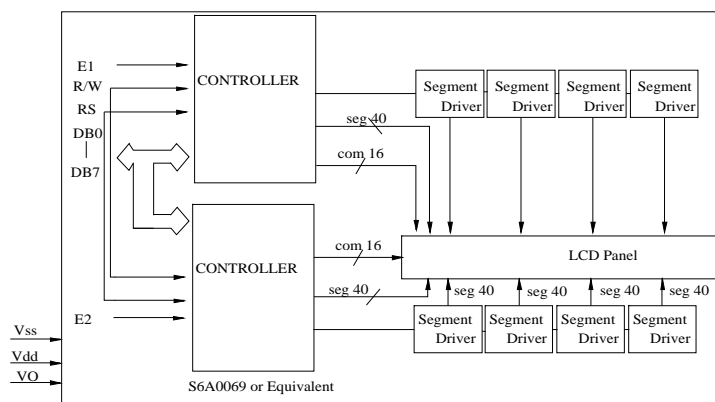 E1
R/W
RS
DB0
DB7
CONTROLLER
seg 40
com 16
Segment Driver
Segment Driver
Segment Driver
Segment Driver
CONTROLLER
com 16
LCD Panel
seg 40
seg 40
seg 40
seg 40
seg 40
E2
Segment Driver
Segment Driver
Segment Driver
Segment Driver
Vss
Vdd
VO
S6A0069 or Equivalent